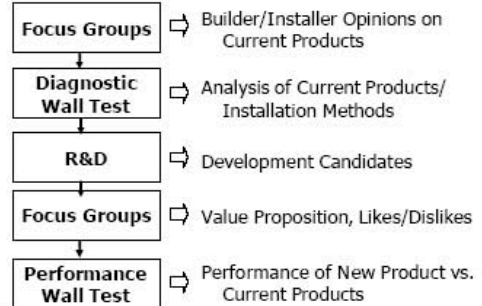 Focus Groups
Builder/Installer Opinions on
Current Products
Diagnostic
Wall Test
Analysis of Current Products/
Installation Methods
R&D
Development Candidates
Focus Groups
Value Proposition, Likes/Dislikes
Performance
Wall Test
Performance of New Product vs.
Current Products